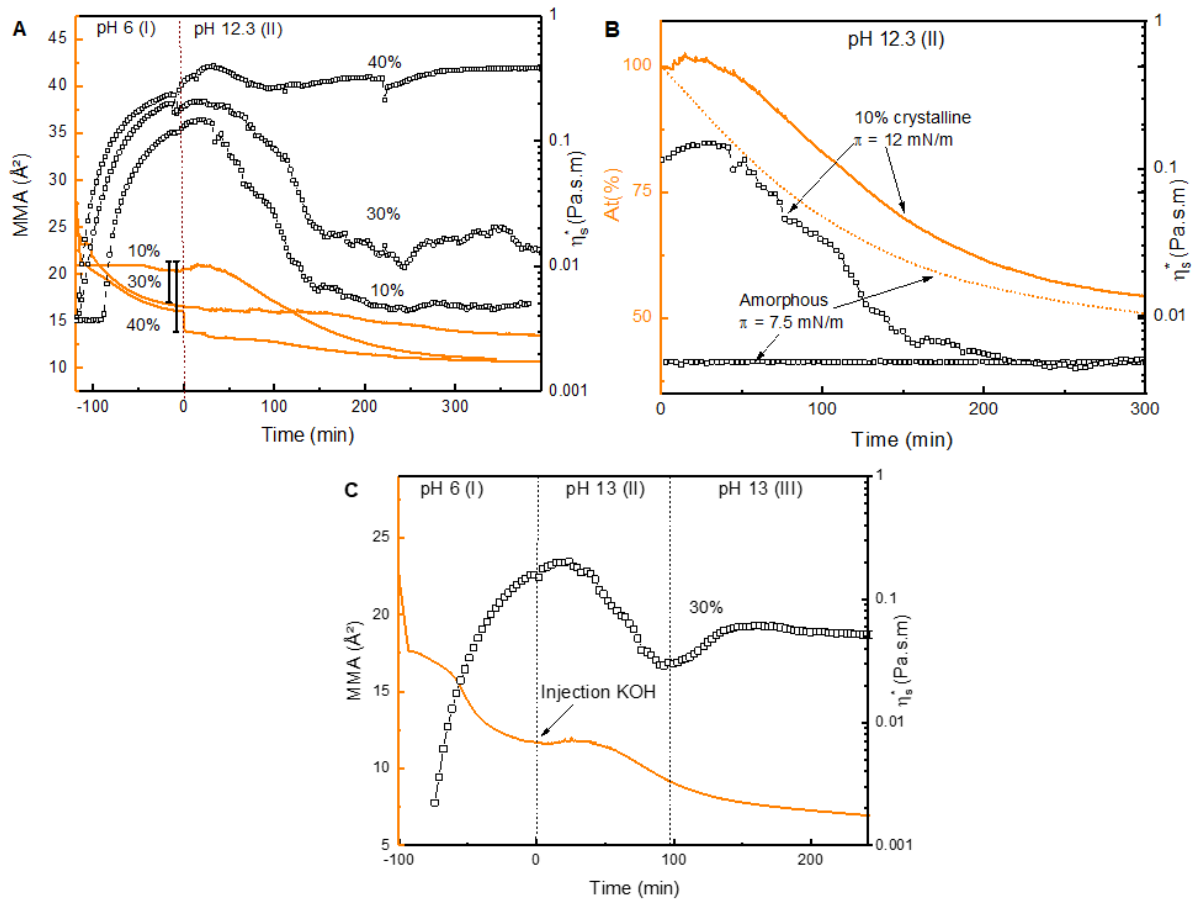 A
pH 6 (I)
pH 12.3 (II)
MMA (Å²)
45
40
35
30
25
20
15
10
40%
30%
10%
10%
30%
40%
1
0.1
0.01
0.001
η*s (Pa.s.m)
-100
0
100
200
300
Time (min)
B
pH 12.3 (II)
At(%)
100
75
50
10% crystalline
π = 12 mN/m
Amorphous
π = 7.5 mN/m
1
0.1
0.01
η*s (Pa.s.m)
0
100
200
300
Time (min)
C
pH 6 (I)
pH 13 (II)
pH 13 (III)
MMA (Å²)
25
20
15
10
5
30%
Injection KOH
1
0.1
0.01
0.001
η*s (Pa.s.m)
-100
0
100
200
Time (min)